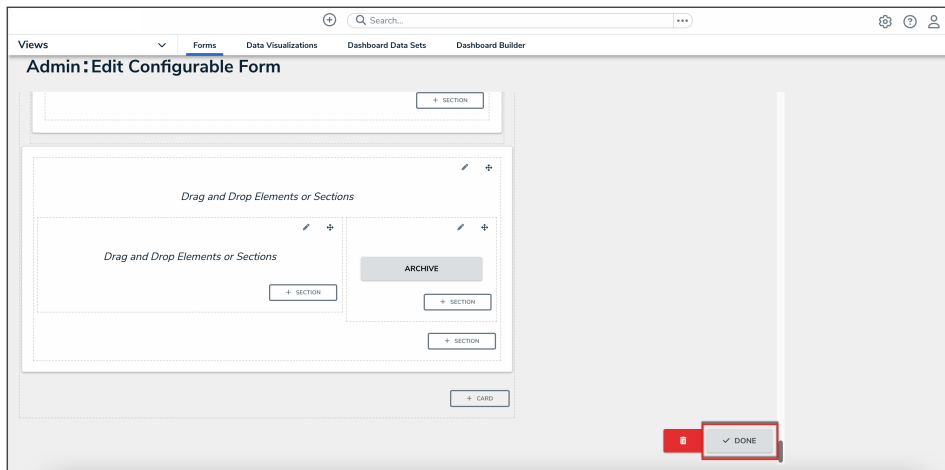 Search...
Views
Forms
Data Visualizations
Dashboard Data Sets
Dashboard Builder
Admin:Edit Configurable Form
+ SECTION
Drag and Drop Elements or Sections
Drag and Drop Elements or Sections
ARCHIVE
+ SECTION
+ SECTION
+ SECTION
+ CARD
DONE